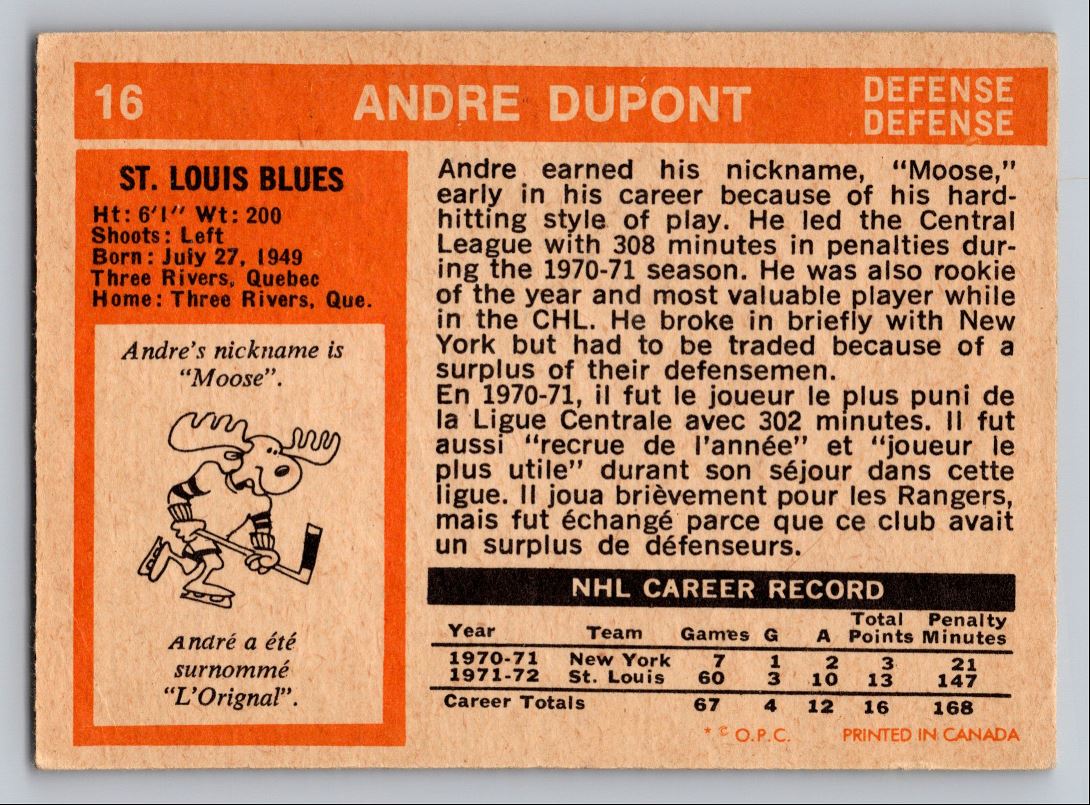 16 ANDRE DUPONT DEFENSE
DEFENSE
ST. LOUIS BLUES
Ht: 6'1" Wt: 200
Shoots: Left
Born: July 27, 1949
Three Rivers, Quebec
Home: Three Rivers, Que.
Andre's nickname is
"Moose".
André a été
surnommé
"L'Orignal".
Andre earned his nickname, "Moose,"
early in his career because of his hard-
hitting style of play. He led the Central
League with 308 minutes in penalties dur-
ing the 1970-71 season. He was also rookie
of the year and most valuable player while
in the CHL. He broke in briefly with New
York but had to be traded because of a
surplus of their defensemen.
En 1970-71, il fut le joueur le plus puni de
la Ligue Centrale avec 302 minutes. Il fut
aussi "recrue de l'année" et "joueur le
plus utile" durant son séjour dans cette
ligue. Il joua brièvement pour les Rangers,
mais fut échangé parce que ce club avait
un surplus de défenseurs.
NHL CAREER RECORD
Year Team Games G A Total Points Penalty Minutes
1970-71 New York 7 1 2 3 21
1971-72 St. Louis 60 3 10 13 147
Career Totals 67 4 12 16 168
* © O.P.C. PRINTED IN CANADA